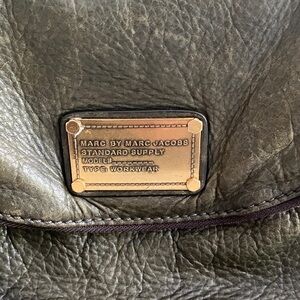 MARC BY MARC JACOBS
STANDARD SUPPLY
MODEL#
TYPE: WORKWEAR